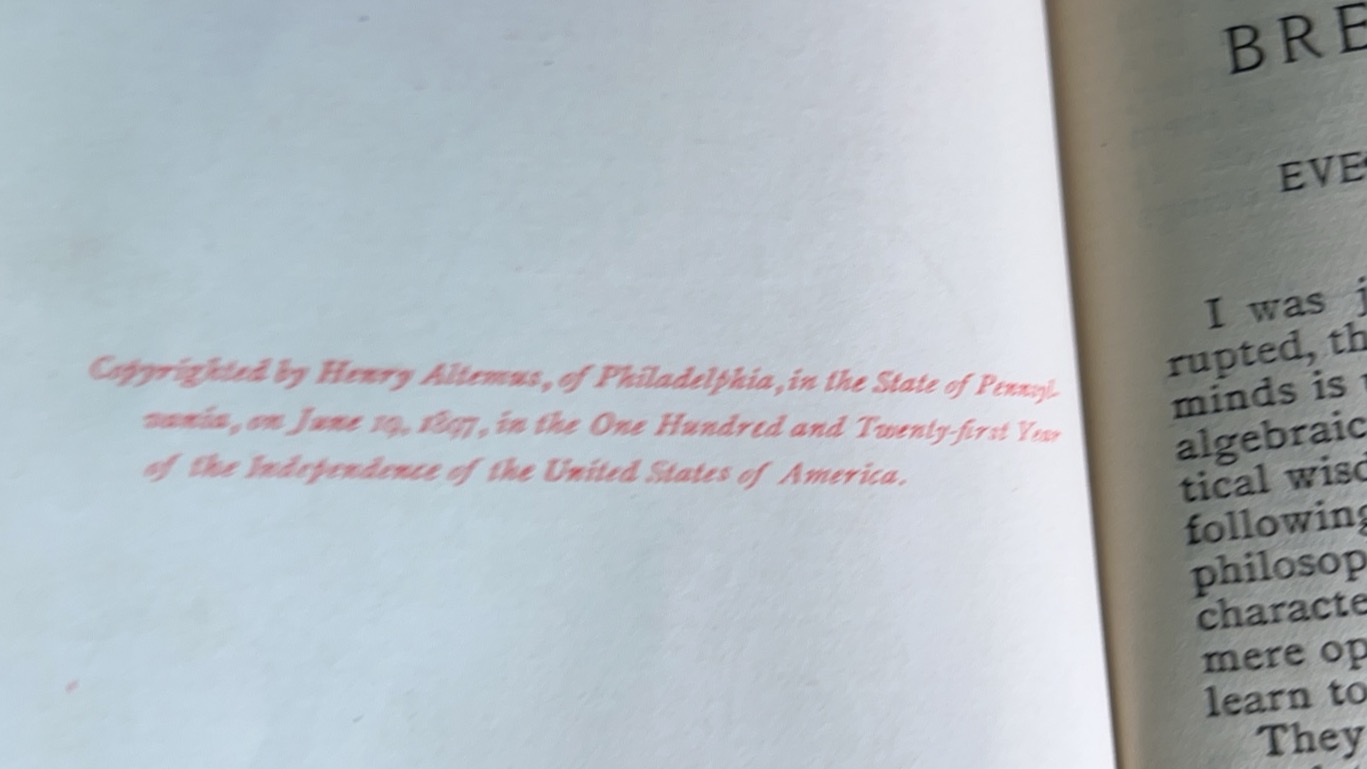 Copyrighted by Henry Altemus, of Philadelphia, in the State of Pennsyl-
vania, on June 19, 1897, in the One Hundred and Twenty-first Year
of the Independence of the United States of America.
BRE
EVE
I was j
rupted, th
minds is
algebraic
tical wisd
following
philosop
characte
mere op
learn to
They